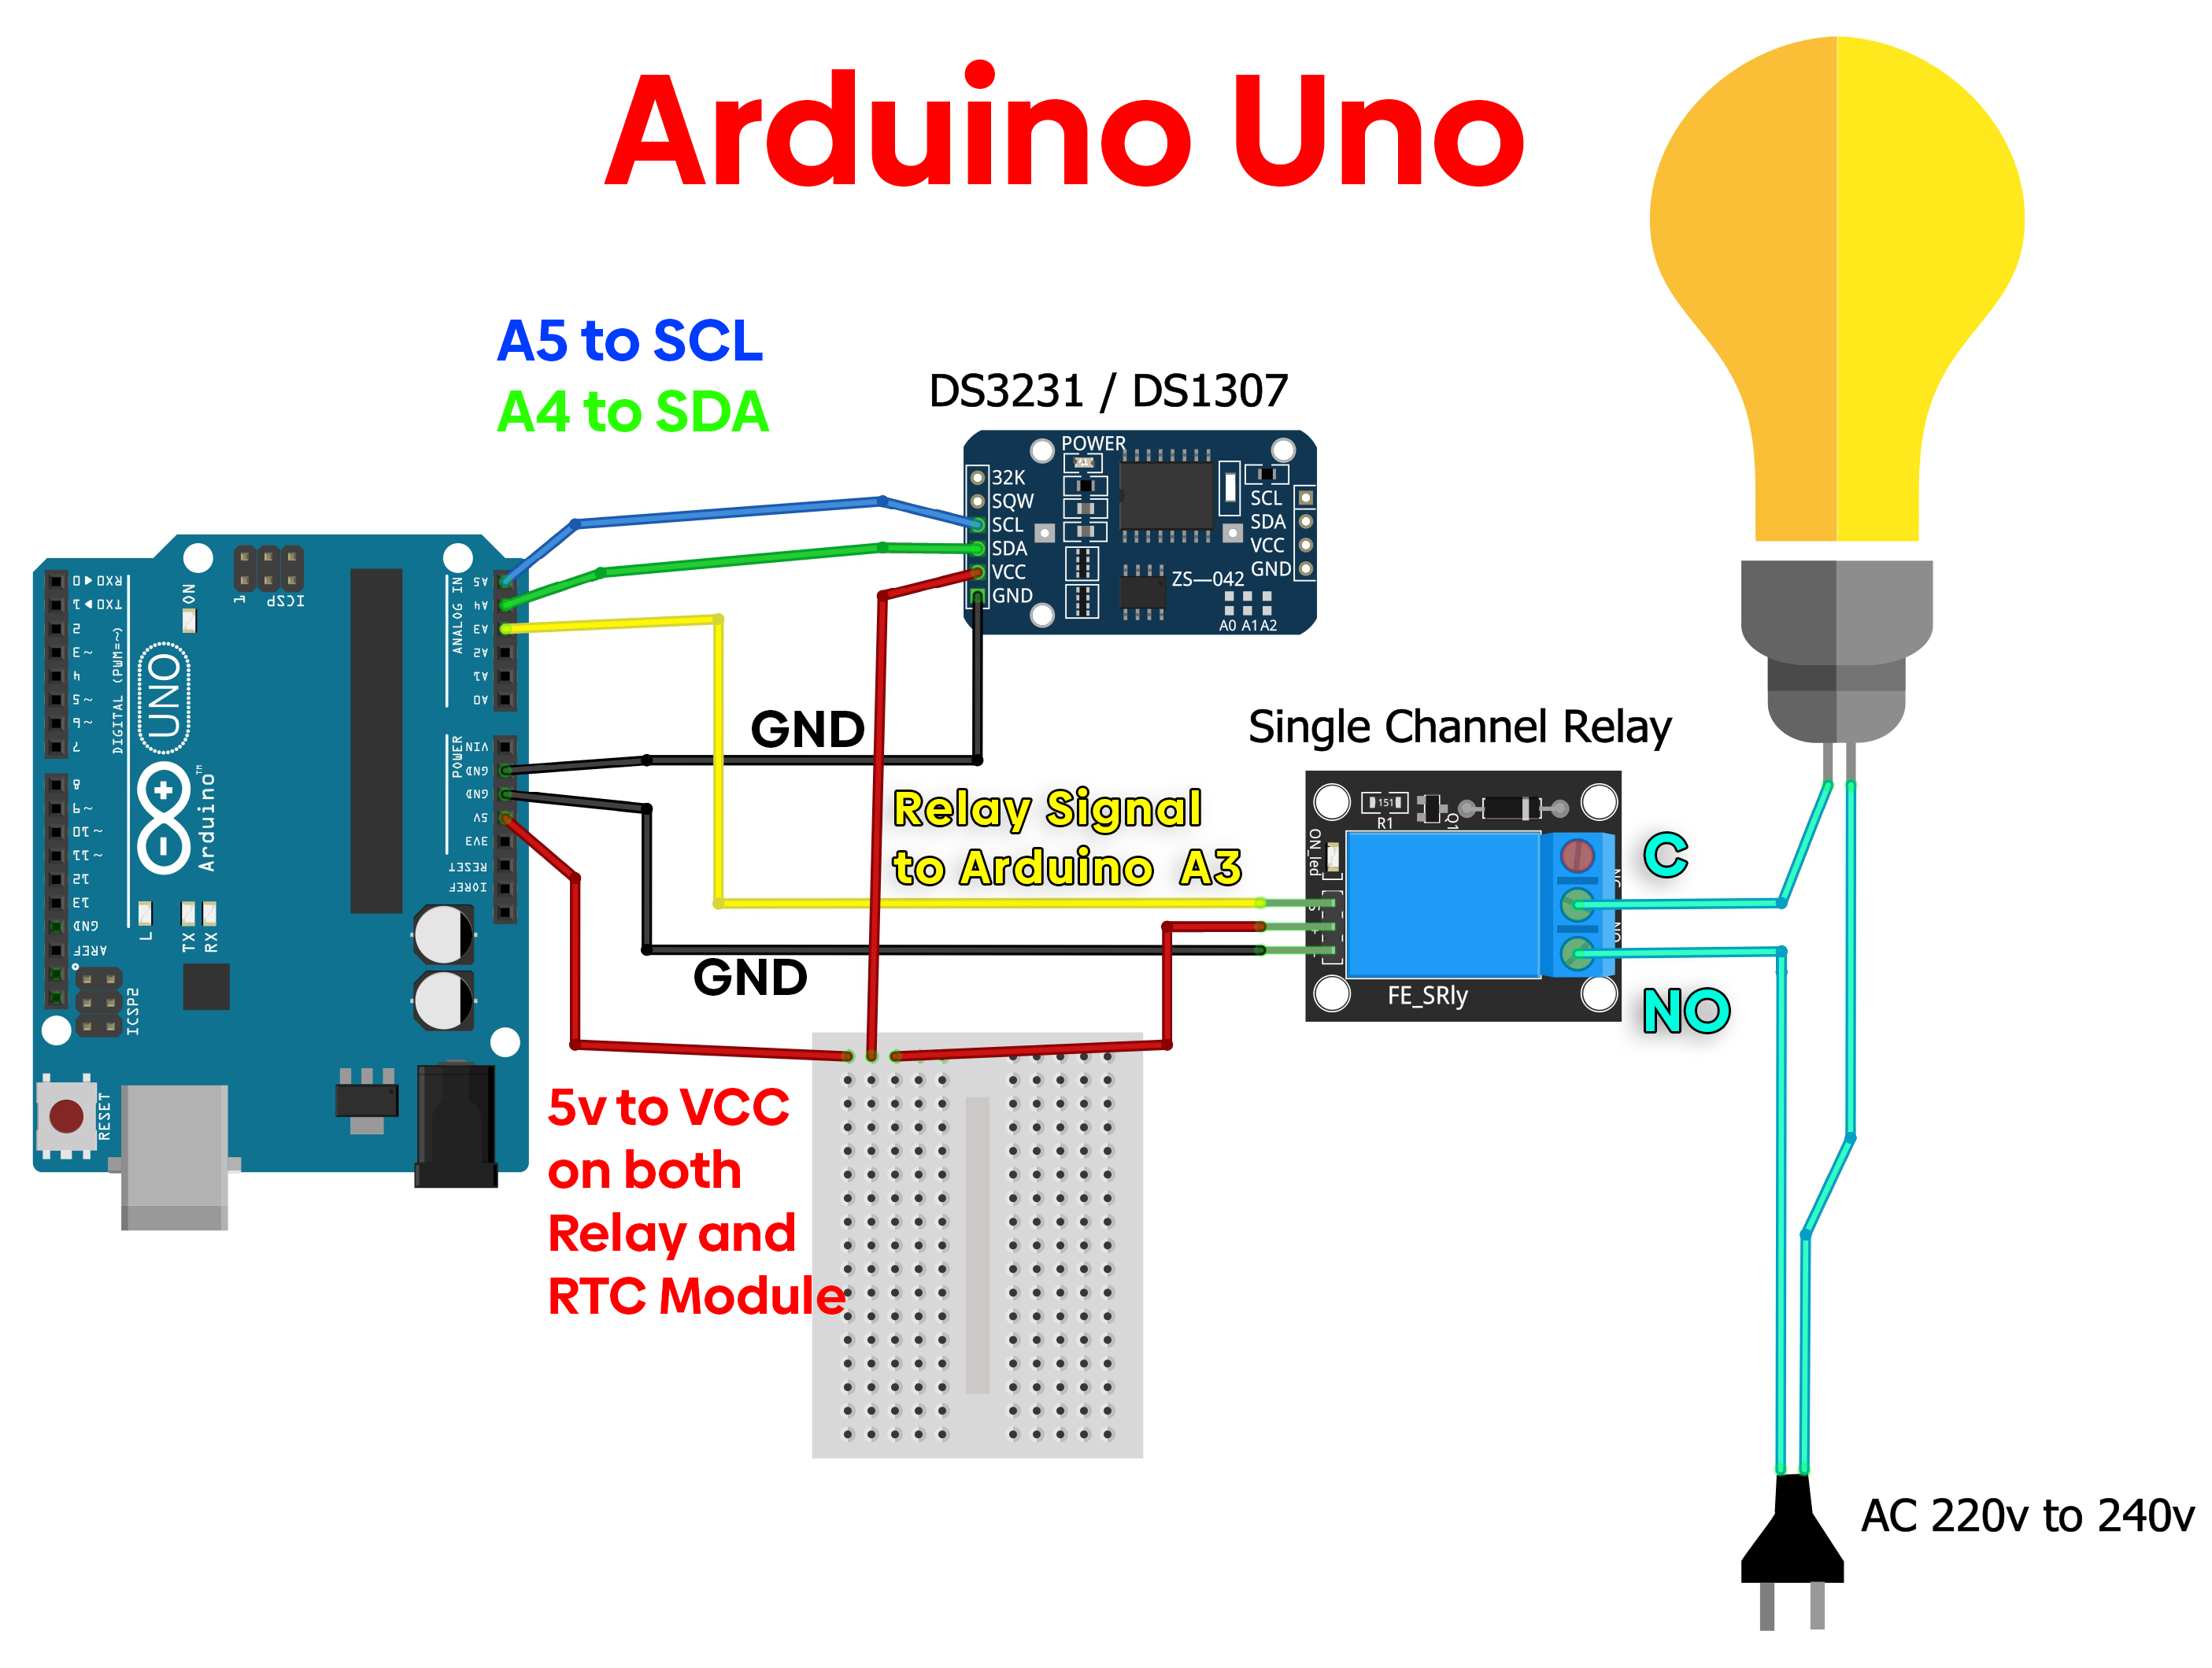 Arduino Uno
A5 to SCL
A4 to SDA
DS3231 / DS1307
POWER
32K
SQW
SCL
SDA
VCC
GND
SCL
SDA
VCC
GND
ZS—042
A0 A1 A2
RX0◄0
TX0►1
2
~3
4
~5
~6
7
DIGITAL (PWM=~)
8
~9
~10
~11
12
13
GND
AREF
UNO
Arduino™
ON
1
ICSP
ANALOG IN
A5
A4
A3
A2
A1
A0
POWER
VIN
GND
GND
5V
3V3
RESET
IOREF
L
TX
RX
ICSP2
RESET
GND
GND
Relay Signal
to Arduino A3
5v to VCC
on both
Relay and
RTC Module
Single Channel Relay
151
R1
Q1
ON_led
FE_SRly
C
NO
AC 220v to 240v